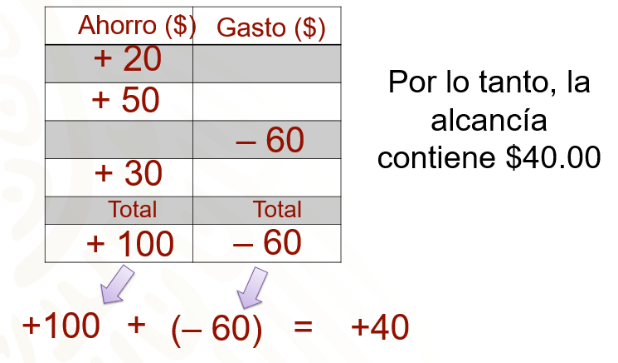 Ahorro ($) Gasto ($)
+ 20
+ 50
– 60
+ 30
Total Total
+ 100 – 60
+100 + (– 60) = +40
Por lo tanto, la
alcancía
contiene $40.00